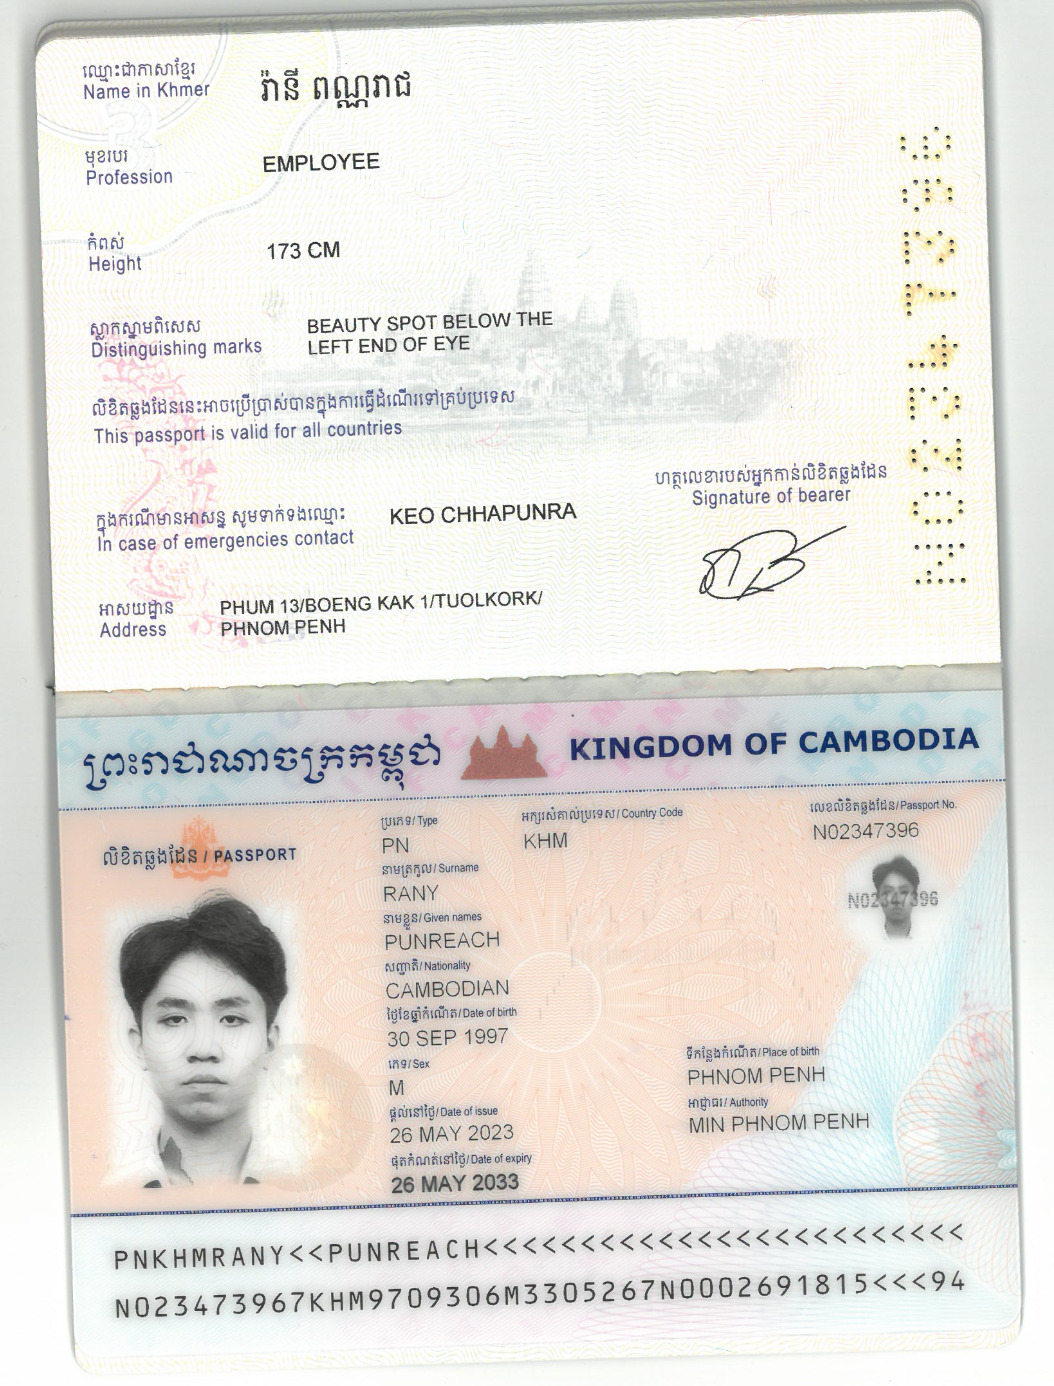 ឈ្មោះជាភាសាខ្មែរ
Name in Khmer
រ៉ានី ពណ្ណរាជ
មុខរបរ
Profession
EMPLOYEE
កំពស់
Height
173 CM
ស្លាកស្នាមពិសេស
Distinguishing marks
BEAUTY SPOT BELOW THE
LEFT END OF EYE
លិខិតឆ្លងដែននេះអាចប្រើប្រាស់បានក្នុងការធ្វើដំណើរទៅគ្រប់ប្រទេស
This passport is valid for all countries
ហត្ថលេខារបស់អ្នកកាន់លិខិតឆ្លងដែន
Signature of bearer
ក្នុងករណីមានអាសន្ន សូមទាក់ទងឈ្មោះ
In case of emergencies contact
KEO CHHAPUNRA
អាសយដ្ឋាន
Address
PHUM 13/BOENG KAK 1/TUOLKORK/
PHNOM PENH
N02347396
ព្រះរាជាណាចក្រកម្ពុជា
KINGDOM OF CAMBODIA
លិខិតឆ្លងដែន / PASSPORT
ប្រភេទ/ Type
PN
អក្សរសំគាល់ប្រទេស/ Country Code
KHM
លេខលិខិតឆ្លងដែន/ Passport No.
N02347396
នាមត្រកូល/ Surname
RANY
N02347396
នាមខ្លួន/ Given names
PUNREACH
សញ្ជាតិ/ Nationality
CAMBODIAN
ថ្ងៃខែឆ្នាំកំណើត/ Date of birth
30 SEP 1997
ភេទ/ Sex
M
ទីកន្លែងកំណើត/ Place of birth
PHNOM PENH
ផ្តល់នៅថ្ងៃ/ Date of issue
26 MAY 2023
អាជ្ញាធរ/ Authority
MIN PHNOM PENH
ផុតកំណត់នៅថ្ងៃ/ Date of expiry
26 MAY 2033
PNKHMRANY<<PUNREACH<<<<<<<<<<<<<<<<<<<<<<<<<
N023473967KHM9709306M3305267N0002691815<<<94